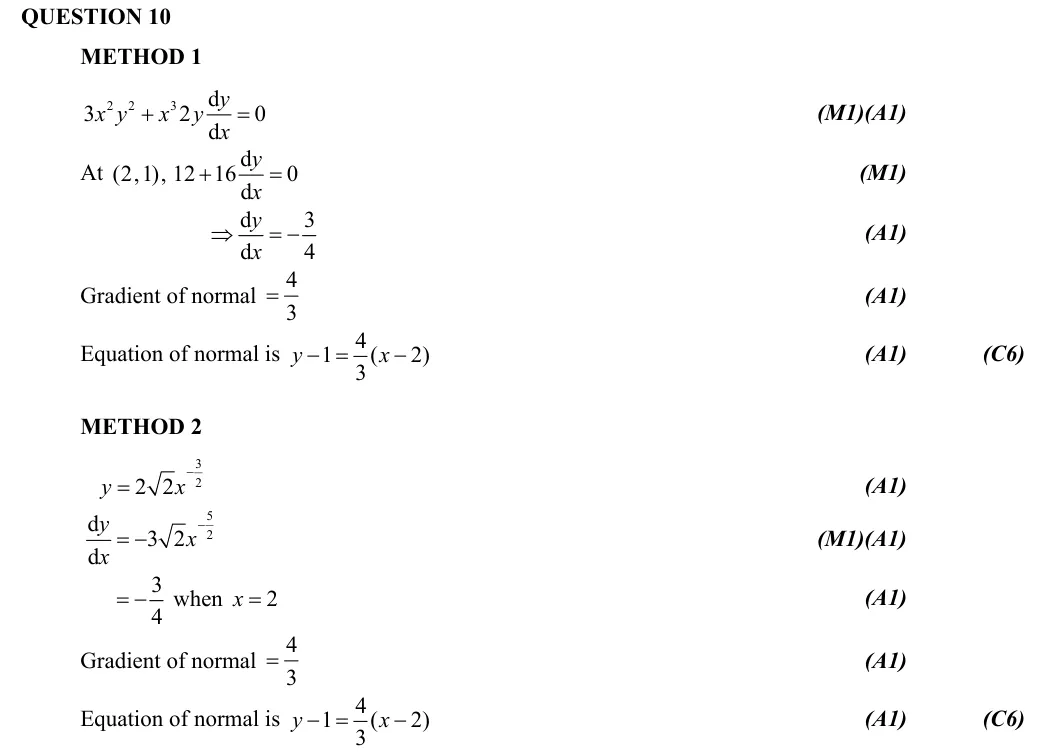 QUESTION 10
METHOD 1
3x²y² + x³2y dy/dx = 0 (M1)(A1)
At (2,1), 12 + 16 dy/dx = 0 (M1)
⇒ dy/dx = −3/4 (A1)
Gradient of normal = 4/3 (A1)
Equation of normal is y − 1 = 4/3(x − 2) (A1) (C6)
METHOD 2
y = 2√2x^(−3/2) (A1)
dy/dx = −3√2x^(−5/2) (M1)(A1)
= −3/4 when x = 2 (A1)
Gradient of normal = 4/3 (A1)
Equation of normal is y − 1 = 4/3(x − 2) (A1) (C6)